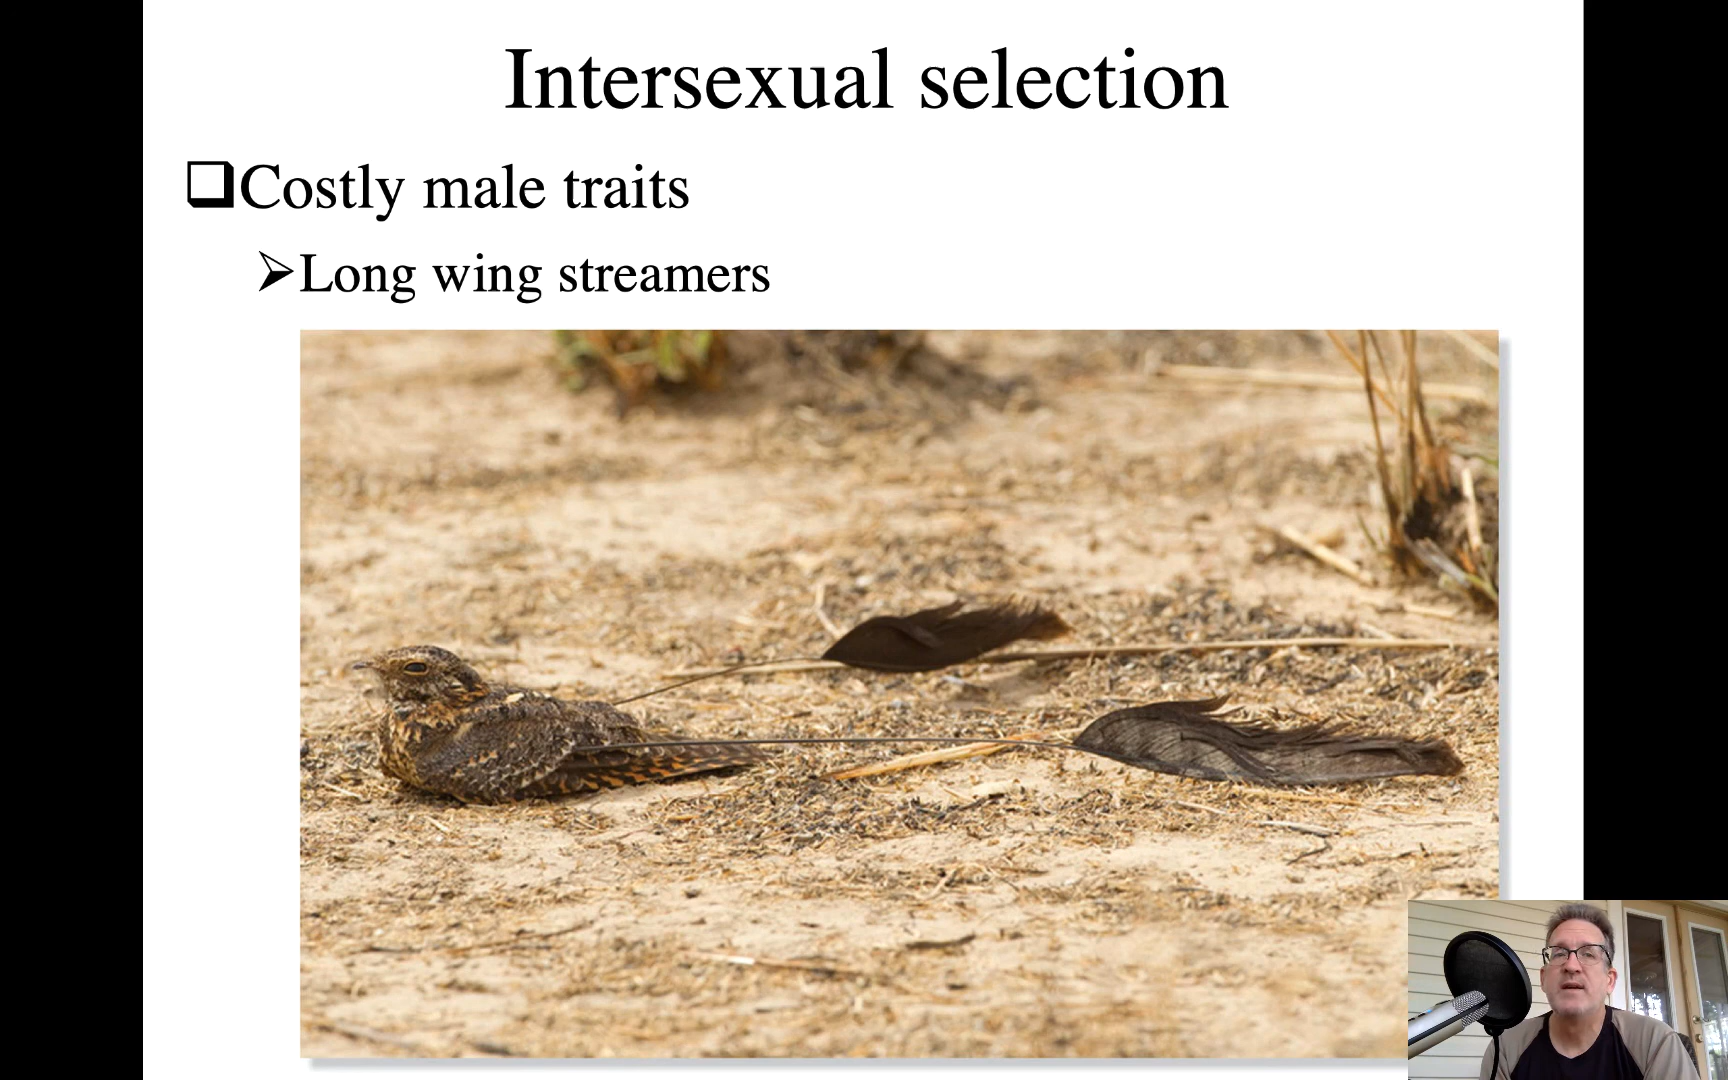 Intersexual selection
❑Costly male traits
➢Long wing streamers